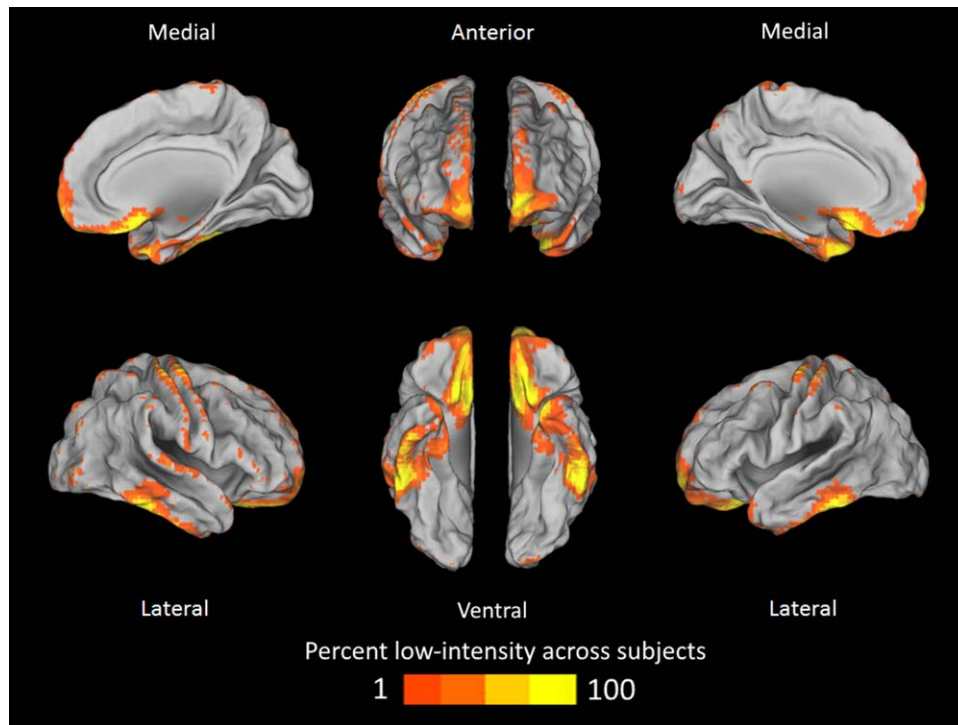 Medial
Anterior
Medial
Lateral
Ventral
Lateral
Percent low-intensity across subjects
1
100